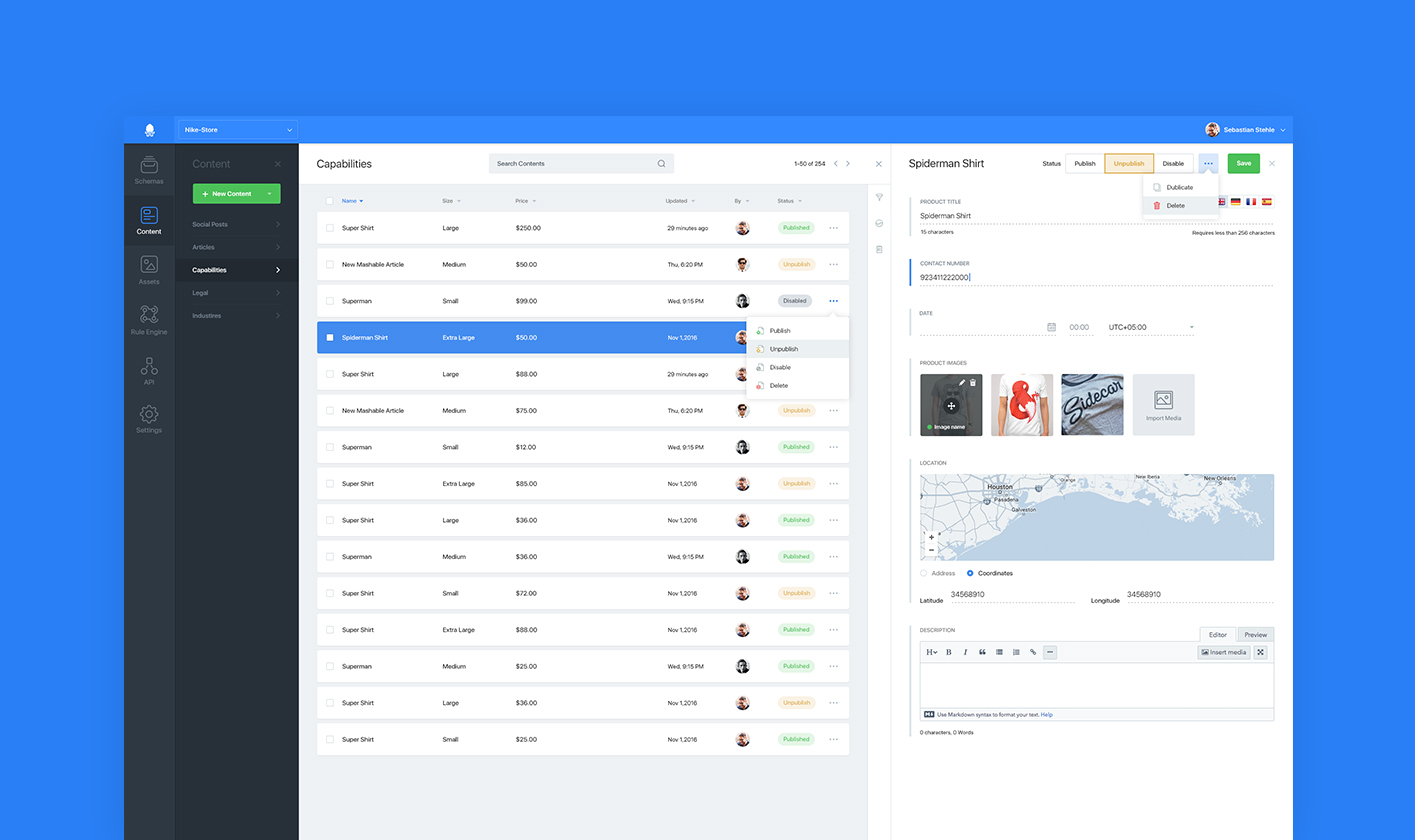 Nike-Store
Sebastian Stehle
Schemas
Content
Assets
Rule Engine
API
Settings
Content
New Content
Social Posts
Articles
Capabilities
Legal
Industires
Capabilities
Search Contents
1-50 of 254
Name Size Price Updated By Status
Super Shirt Large $250.00 29 minutes ago Published
New Mashable Article Medium $50.00 Thu, 6:20 PM Unpublish
Superman Small $99.00 Wed, 9:15 PM Disabled
Spiderman Shirt Extra Large $50.00 Nov 1,2016
Super Shirt Large $88.00 29 minutes ago
New Mashable Article Medium $75.00 Thu, 6:20 PM Unpublish
Superman Small $12.00 Wed, 9:15 PM Published
Super Shirt Extra Large $85.00 Nov 1,2016 Unpublish
Super Shirt Large $36.00 Nov 1,2016 Published
Superman Medium $36.00 Wed, 9:15 PM Published
Super Shirt Small $72.00 Nov 1,2016 Unpublish
Super Shirt Extra Large $88.00 Nov 1,2016 Published
Superman Medium $25.00 Wed, 9:15 PM Published
Super Shirt Large $36.00 Nov 1,2016 Unpublish
Super Shirt Small $25.00 Nov 1,2016 Published
Publish
Unpublish
Disable
Delete
Spiderman Shirt
Status Publish Unpublish Disable Save
Dublicate
Delete
PRODUCT TITLE
Spiderman Shirt
15 characters Requires less than 256 characters
CONTACT NUMBER
923411222000
DATE
00:00 UTC+05:00
PRODUCT IMAGES
Image name
Sidecar
Import Media
LOCATION
Houston
Pasadena
Galveston
Orange
New Iberia
New Orleans
Address Coordinates
Latitude 34568910 Longitude 34568910
DESCRIPTION
Editor Preview
H B I Insert media
Use Markdown syntax to format your text. Help
0 characters, 0 Words